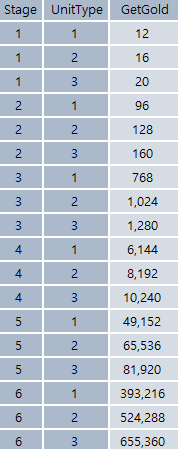 Stage UnitType GetGold
1 1 12
1 2 16
1 3 20
2 1 96
2 2 128
2 3 160
3 1 768
3 2 1,024
3 3 1,280
4 1 6,144
4 2 8,192
4 3 10,240
5 1 49,152
5 2 65,536
5 3 81,920
6 1 393,216
6 2 524,288
6 3 655,360